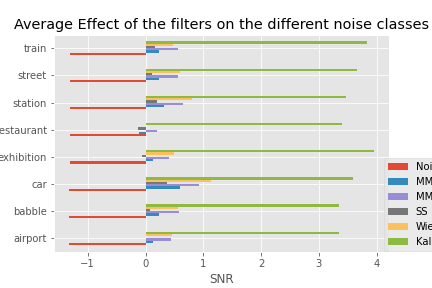 Average Effect of the filters on the different noise classes
train
street
station
estaurant
exhibition
car
babble
airport
Noi
MM
MM
SS
Wie
Kal
−1
0
1
2
3
4
SNR